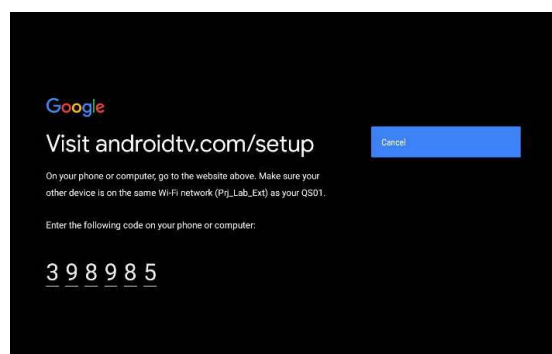 Google
Visit androidtv.com/setup
Cancel
On your phone or computer, go to the website above. Make sure your
other device is on the same Wi-Fi network (Prj_Lab_Ext) as your QS01.
Enter the following code on your phone or computer:
3 9 8 9 8 5